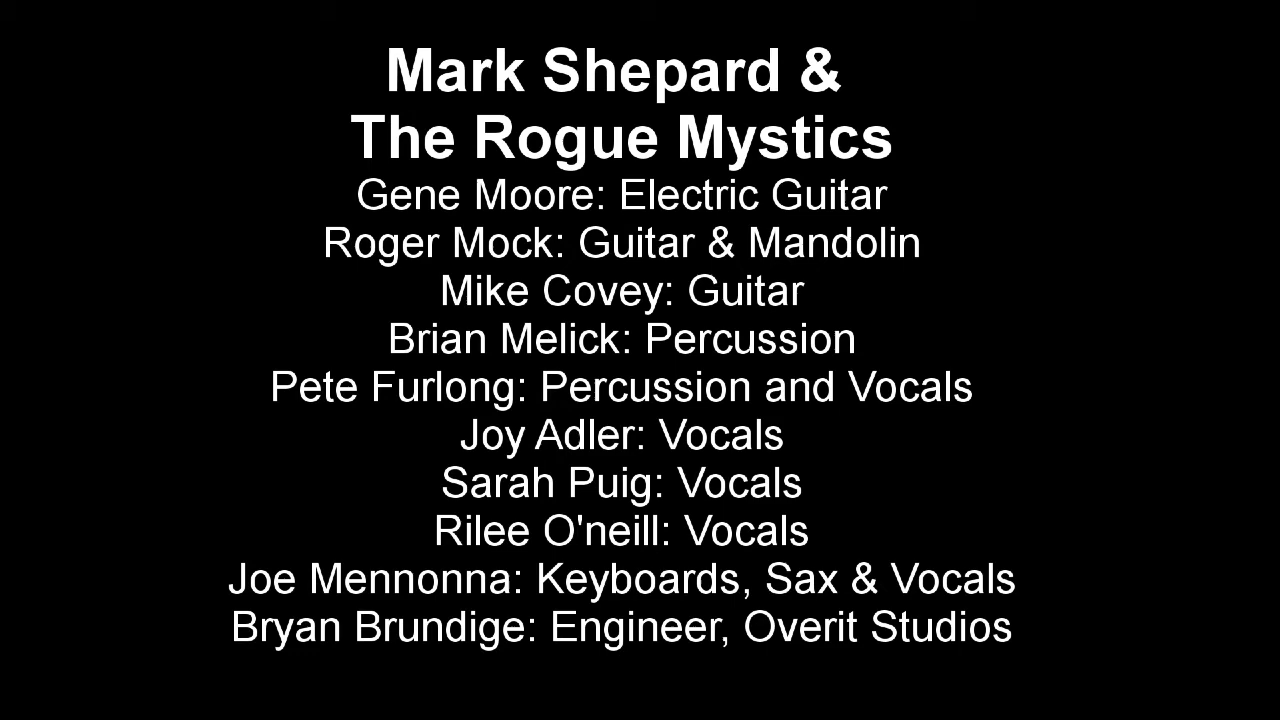 Mark Shepard &
The Rogue Mystics
Gene Moore: Electric Guitar
Roger Mock: Guitar & Mandolin
Mike Covey: Guitar
Brian Melick: Percussion
Pete Furlong: Percussion and Vocals
Joy Adler: Vocals
Sarah Puig: Vocals
Rilee O'neill: Vocals
Joe Mennonna: Keyboards, Sax & Vocals
Bryan Brundige: Engineer, Overit Studios